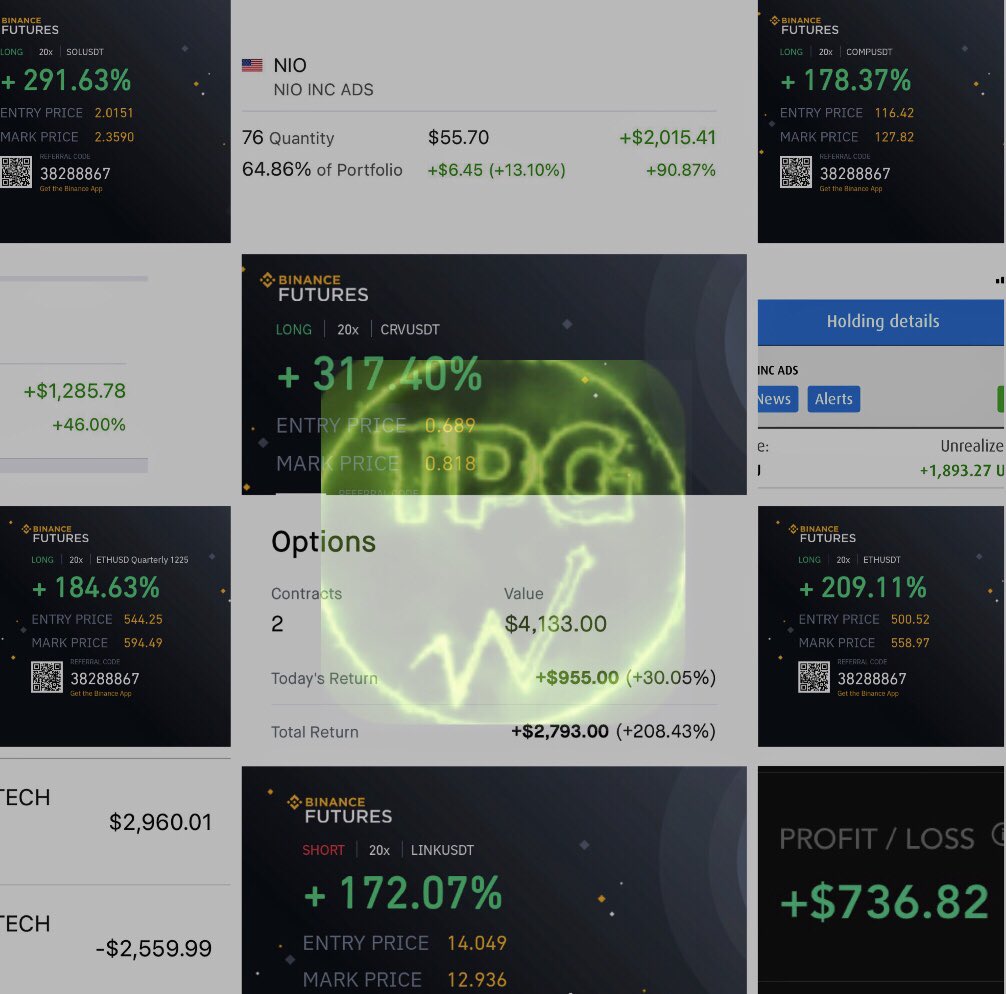 BINANCE
FUTURES
LONG 20x SOLUSDT
+ 291.63%
ENTRY PRICE 2.0151
MARK PRICE 2.3590
REFERRAL CODE
38288867
Get the Binance App
NIO
NIO INC ADS
76 Quantity $55.70 +$2,015.41
64.86% of Portfolio +$6.45 (+13.10%) +90.87%
BINANCE
FUTURES
LONG 20x COMPUSDT
+ 178.37%
ENTRY PRICE 116.42
MARK PRICE 127.82
REFERRAL CODE
38288867
Get the Binance App
+$1,285.78
+46.00%
BINANCE
FUTURES
LONG 20x CRVUSDT
+ 317.40%
ENTRY PRICE 0.689
MARK PRICE 0.818
REFERRAL CODE
TPG
Holding details
INC ADS
News Alerts
e: Unrealize
+1,893.27 U
BINANCE
FUTURES
LONG 20x ETHUSD Quarterly 1225
+ 184.63%
ENTRY PRICE 544.25
MARK PRICE 594.49
REFERRAL CODE
38288867
Get the Binance App
Options
Contracts Value
2 $4,133.00
Today's Return +$955.00 (+30.05%)
Total Return +$2,793.00 (+208.43%)
BINANCE
FUTURES
LONG 20x ETHUSDT
+ 209.11%
ENTRY PRICE 500.52
MARK PRICE 558.97
REFERRAL CODE
38288867
Get the Binance App
TECH
$2,960.01
TECH
-$2,559.99
BINANCE
FUTURES
SHORT 20x LINKUSDT
+ 172.07%
ENTRY PRICE 14.049
MARK PRICE 12.936
PROFIT / LOSS
+$736.82